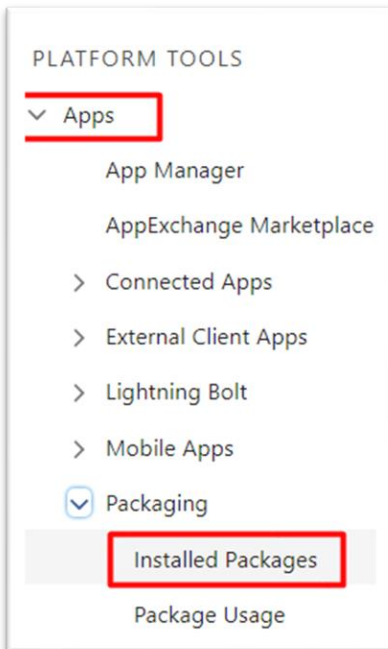 PLATFORM TOOLS
Apps
App Manager
AppExchange Marketplace
Connected Apps
External Client Apps
Lightning Bolt
Mobile Apps
Packaging
Installed Packages
Package Usage